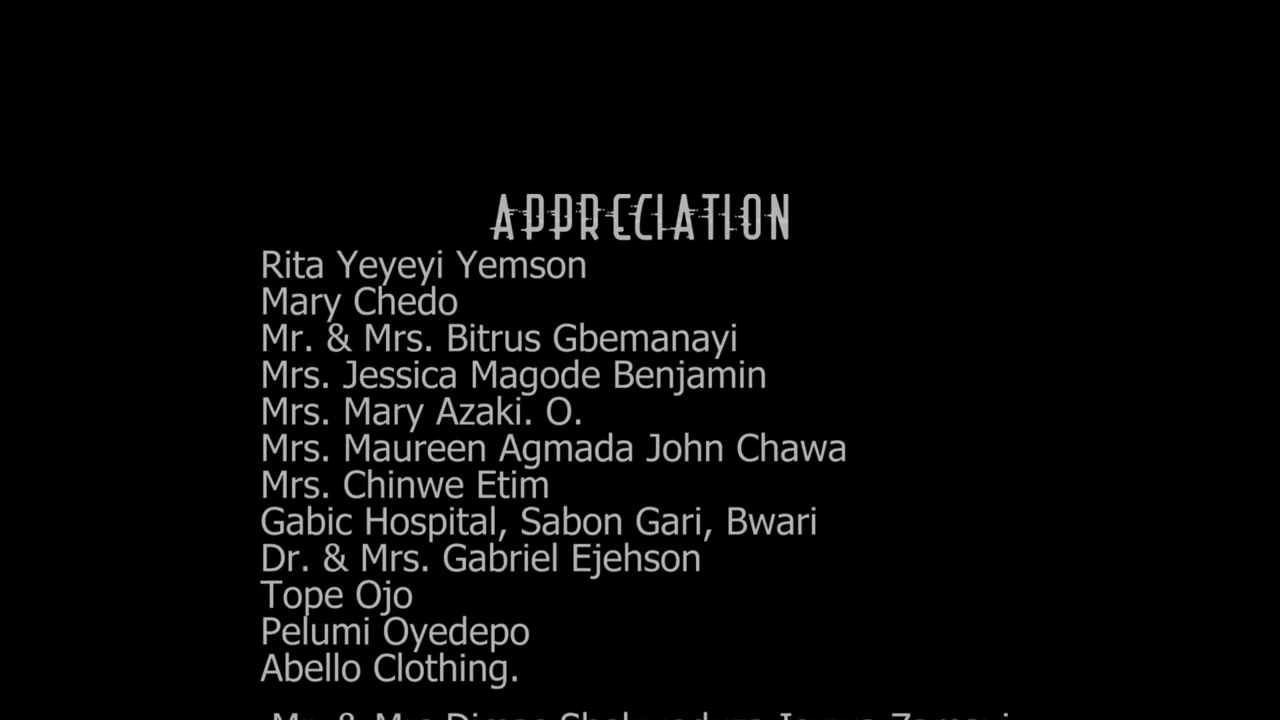 APPRECIATION
Rita Yeyeyi Yemson
Mary Chedo
Mr. & Mrs. Bitrus Gbemanayi
Mrs. Jessica Magode Benjamin
Mrs. Mary Azaki. O.
Mrs. Maureen Agmada John Chawa
Mrs. Chinwe Etim
Gabic Hospital, Sabon Gari, Bwari
Dr. & Mrs. Gabriel Ejehson
Tope Ojo
Pelumi Oyedepo
Abello Clothing.
Mr. & Mrs